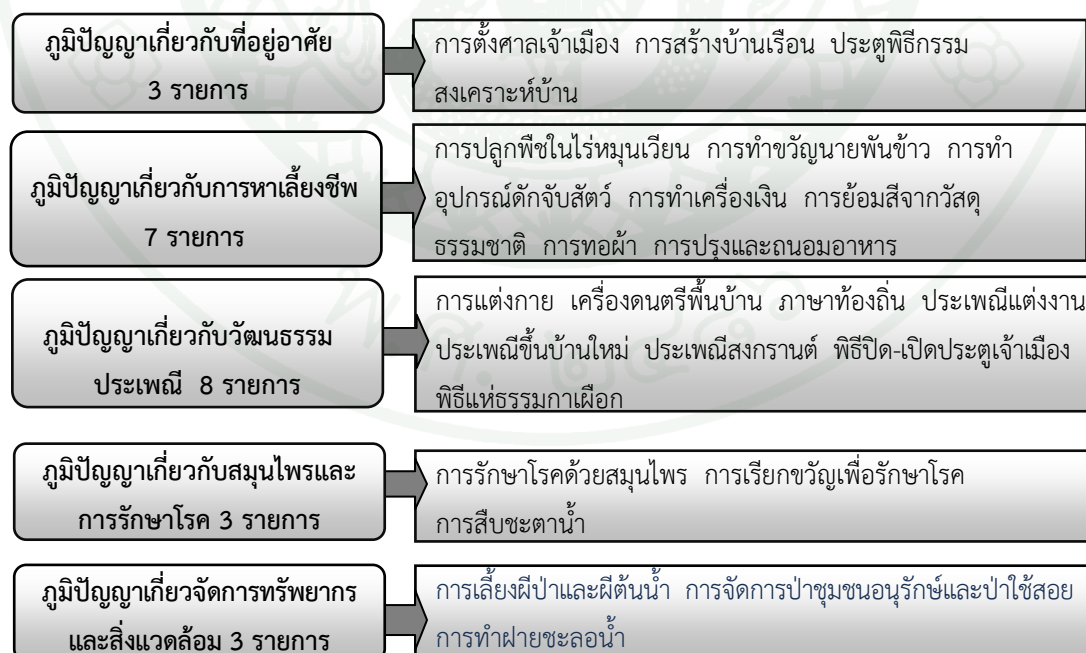 ภูมิปัญญาเกี่ยวกับที่อยู่อาศัย
3 รายการ
การตั้งศาลเจ้าเมือง การสร้างบ้านเรือน ประตูพิธีกรรม
สงเคราะห์บ้าน
ภูมิปัญญาเกี่ยวกับการหาเลี้ยงชีพ
7 รายการ
การปลูกพืชในไร่หมุนเวียน การทำขวัญนายพันข้าว การทำ
อุปกรณ์ดักจับสัตว์ การทำเครื่องเงิน การย้อมสีจากวัสดุ
ธรรมชาติ การทอผ้า การปรุงและถนอมอาหาร
ภูมิปัญญาเกี่ยวกับวัฒนธรรม
ประเพณี 8 รายการ
การแต่งกาย เครื่องดนตรีพื้นบ้าน ภาษาท้องถิ่น ประเพณีแต่งงาน
ประเพณีขึ้นบ้านใหม่ ประเพณีสงกรานต์ พิธีปิด-เปิดประตูเจ้าเมือง
พิธีแห่ธรรมกาเผือก
ภูมิปัญญาเกี่ยวกับสมุนไพรและ
การรักษาโรค 3 รายการ
การรักษาโรคด้วยสมุนไพร การเรียกขวัญเพื่อรักษาโรค
การสืบชะตาน้ำ
ภูมิปัญญาเกี่ยวจัดการทรัพยากร
และสิ่งแวดล้อม 3 รายการ
การเลี้ยงผีป่าและผีต้นน้ำ การจัดการป่าชุมชนอนุรักษ์และป่าใช้สอย
การทำฝายชะลอน้ำ